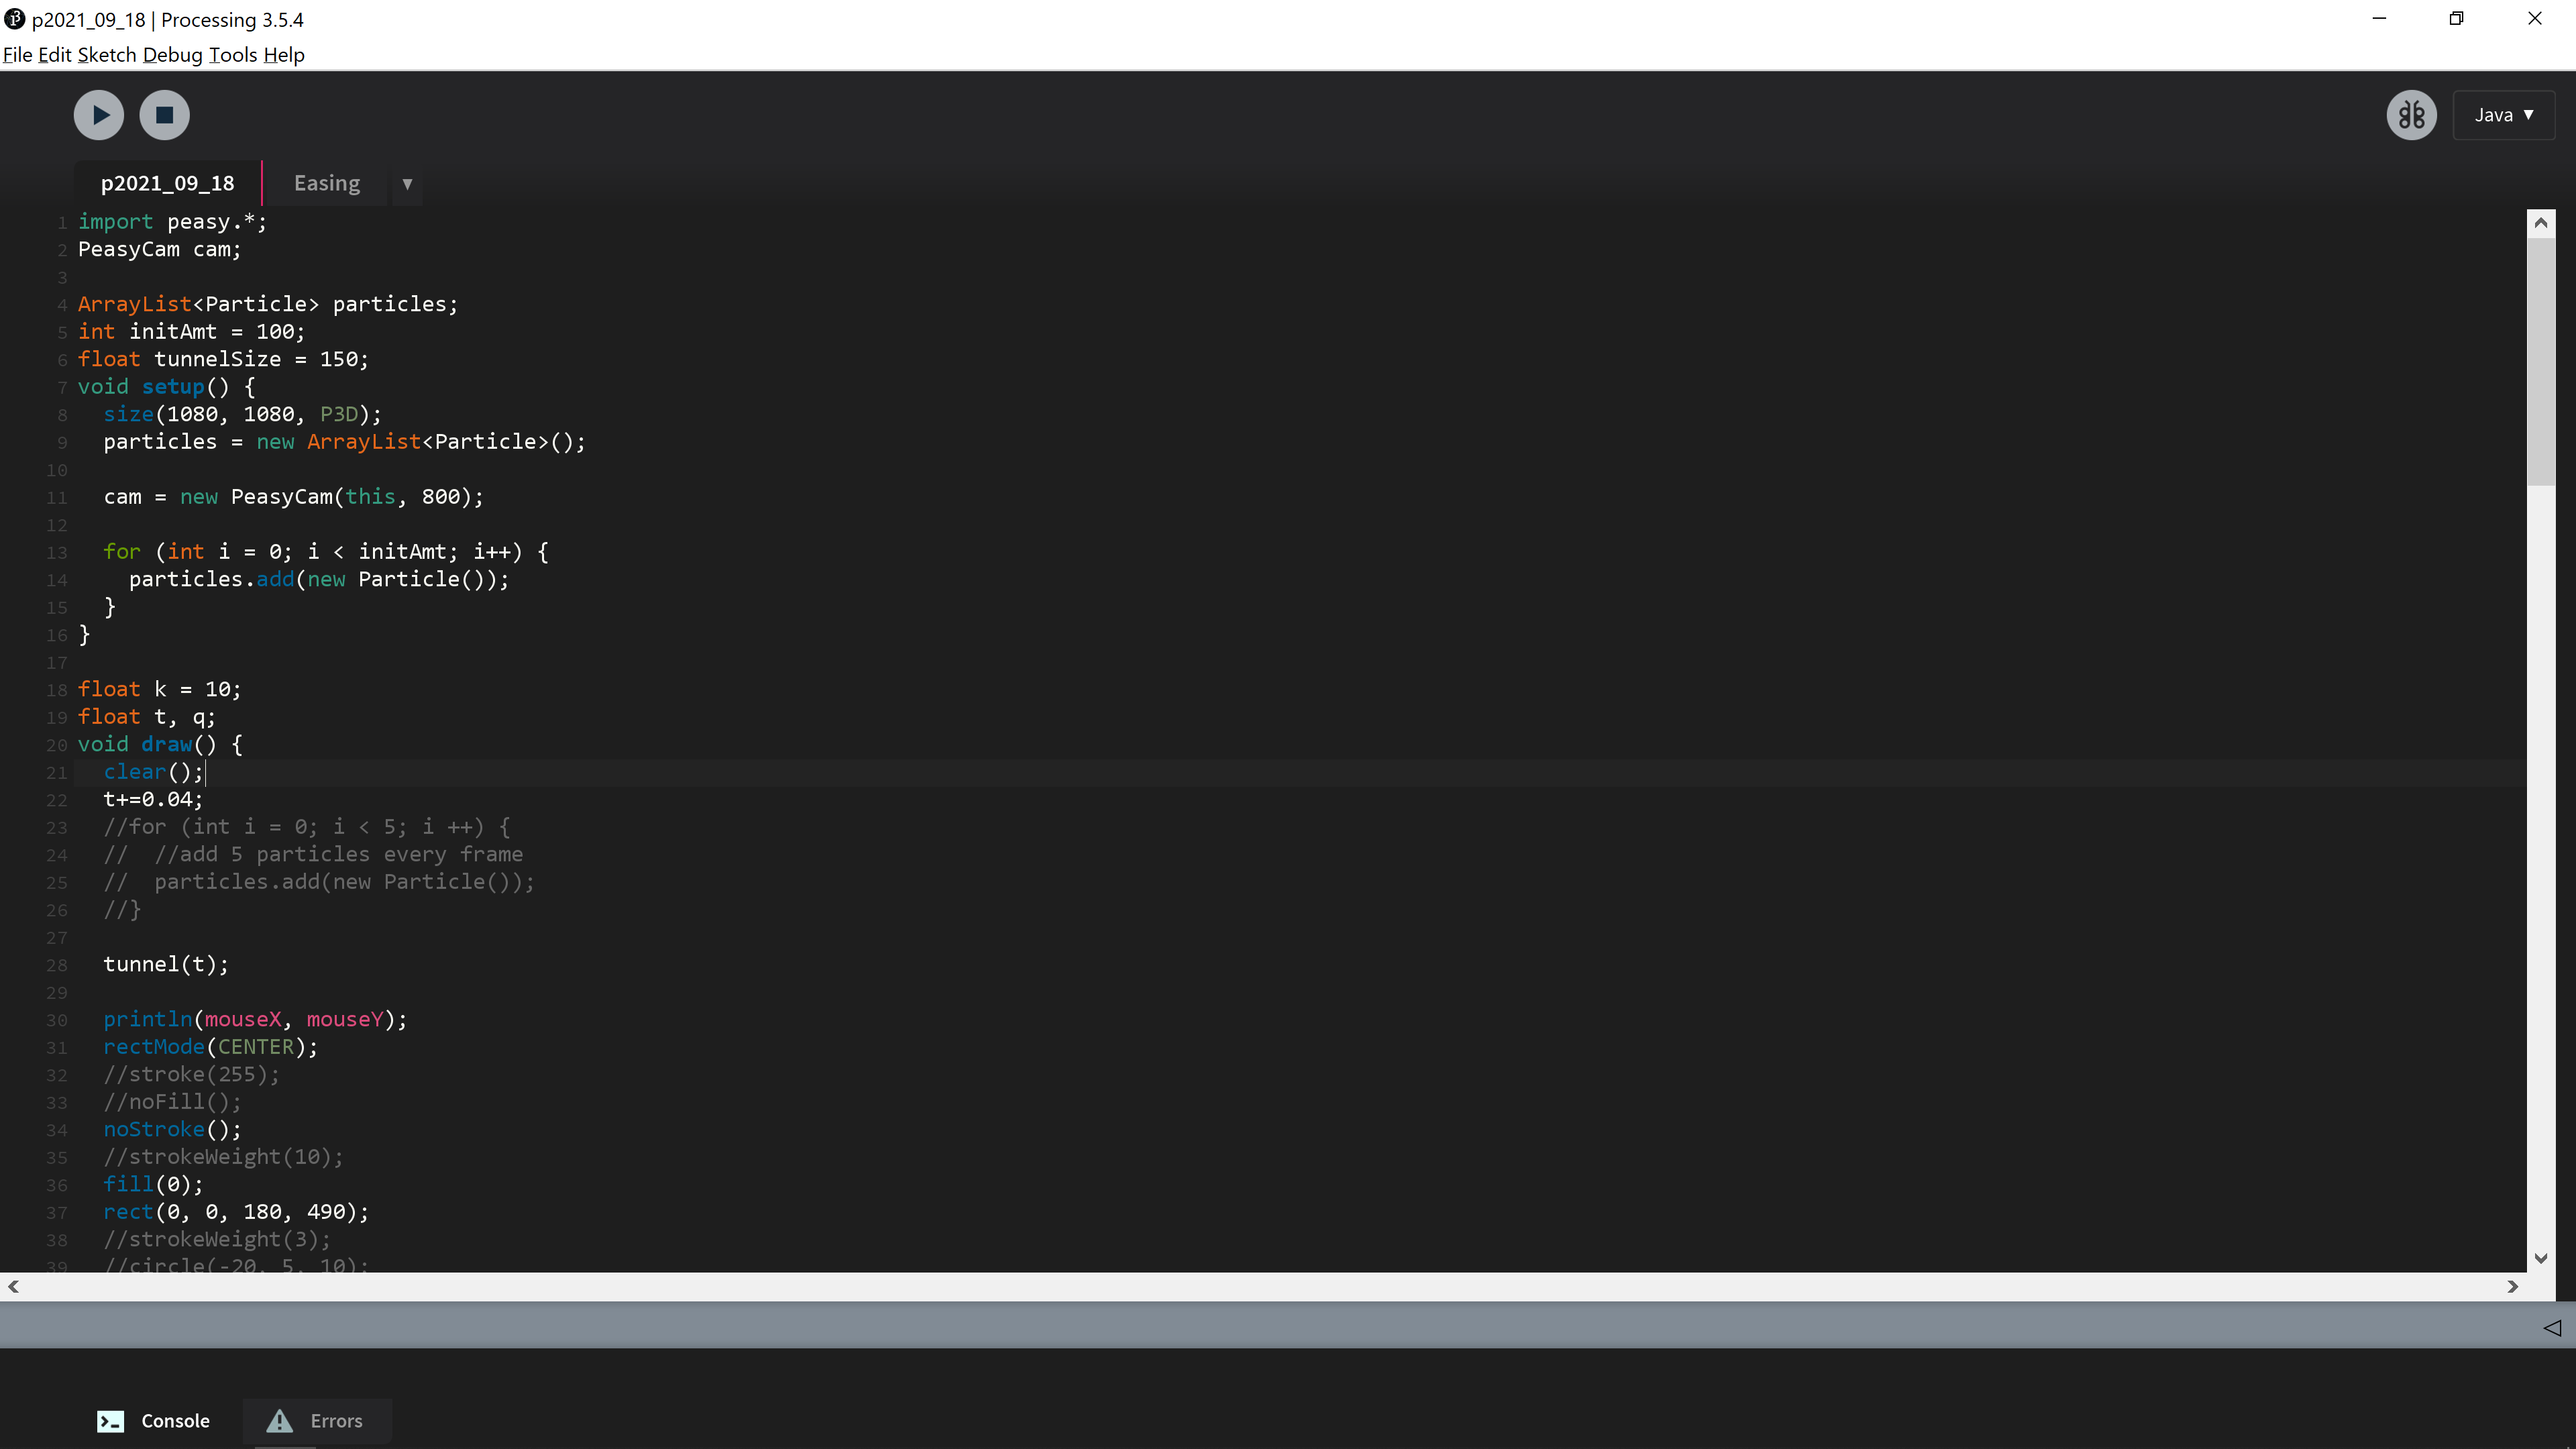 p2021_09_18 | Processing 3.5.4
File Edit Sketch Debug Tools Help
Java ▼
p2021_09_18 Easing ▼
1 import peasy.*;
2 PeasyCam cam;
3
4 ArrayList<Particle> particles;
5 int initAmt = 100;
6 float tunnelSize = 150;
7 void setup() {
8   size(1080, 1080, P3D);
9   particles = new ArrayList<Particle>();
10
11   cam = new PeasyCam(this, 800);
12
13   for (int i = 0; i < initAmt; i++) {
14     particles.add(new Particle());
15   }
16 }
17
18 float k = 10;
19 float t, q;
20 void draw() {
21   clear();
22   t+=0.04;
23   //for (int i = 0; i < 5; i ++) {
24   //  //add 5 particles every frame
25   //  particles.add(new Particle());
26   //}
27
28   tunnel(t);
29
30   println(mouseX, mouseY);
31   rectMode(CENTER);
32   //stroke(255);
33   //noFill();
34   noStroke();
35   //strokeWeight(10);
36   fill(0);
37   rect(0, 0, 180, 490);
38   //strokeWeight(3);
39   //circle(-20, 5, 10);
Console Errors